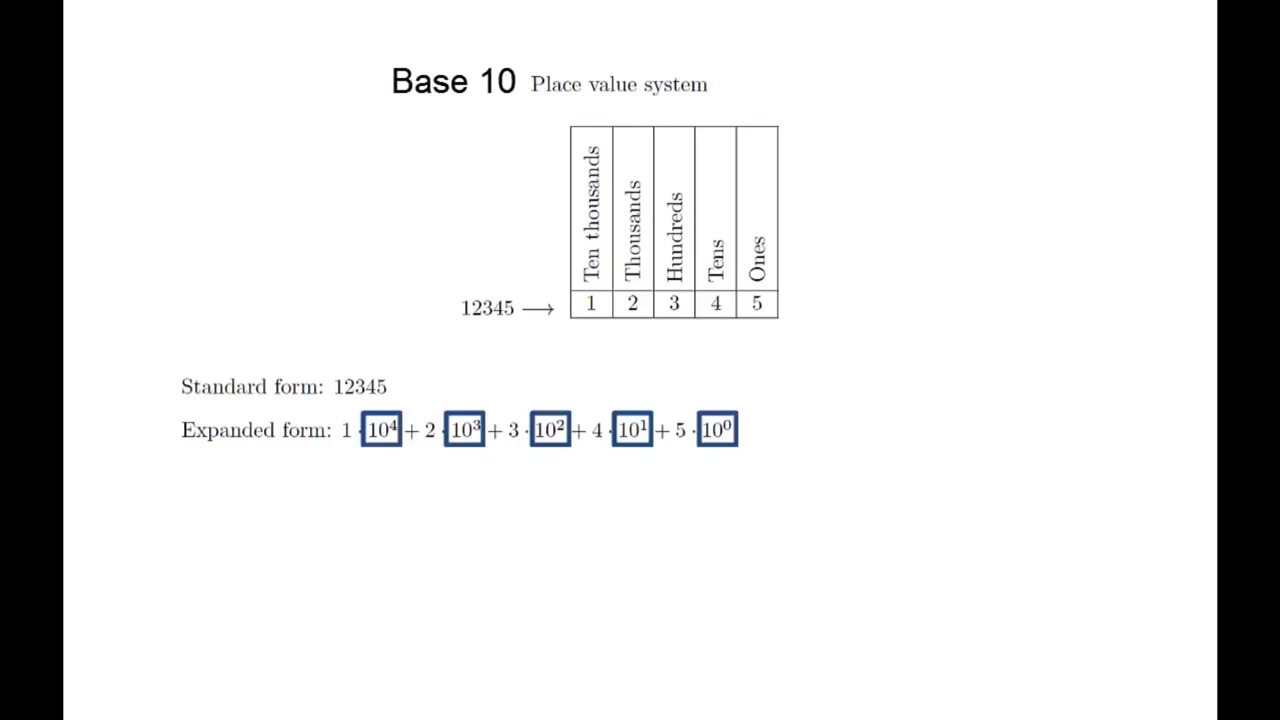 Base 10 Place value system
Ten thousands Thousands Hundreds Tens Ones
12345 ⟶ 1 2 3 4 5
Standard form: 12345
Expanded form: 1 · 10⁴ + 2 · 10³ + 3 · 10² + 4 · 10¹ + 5 · 10⁰